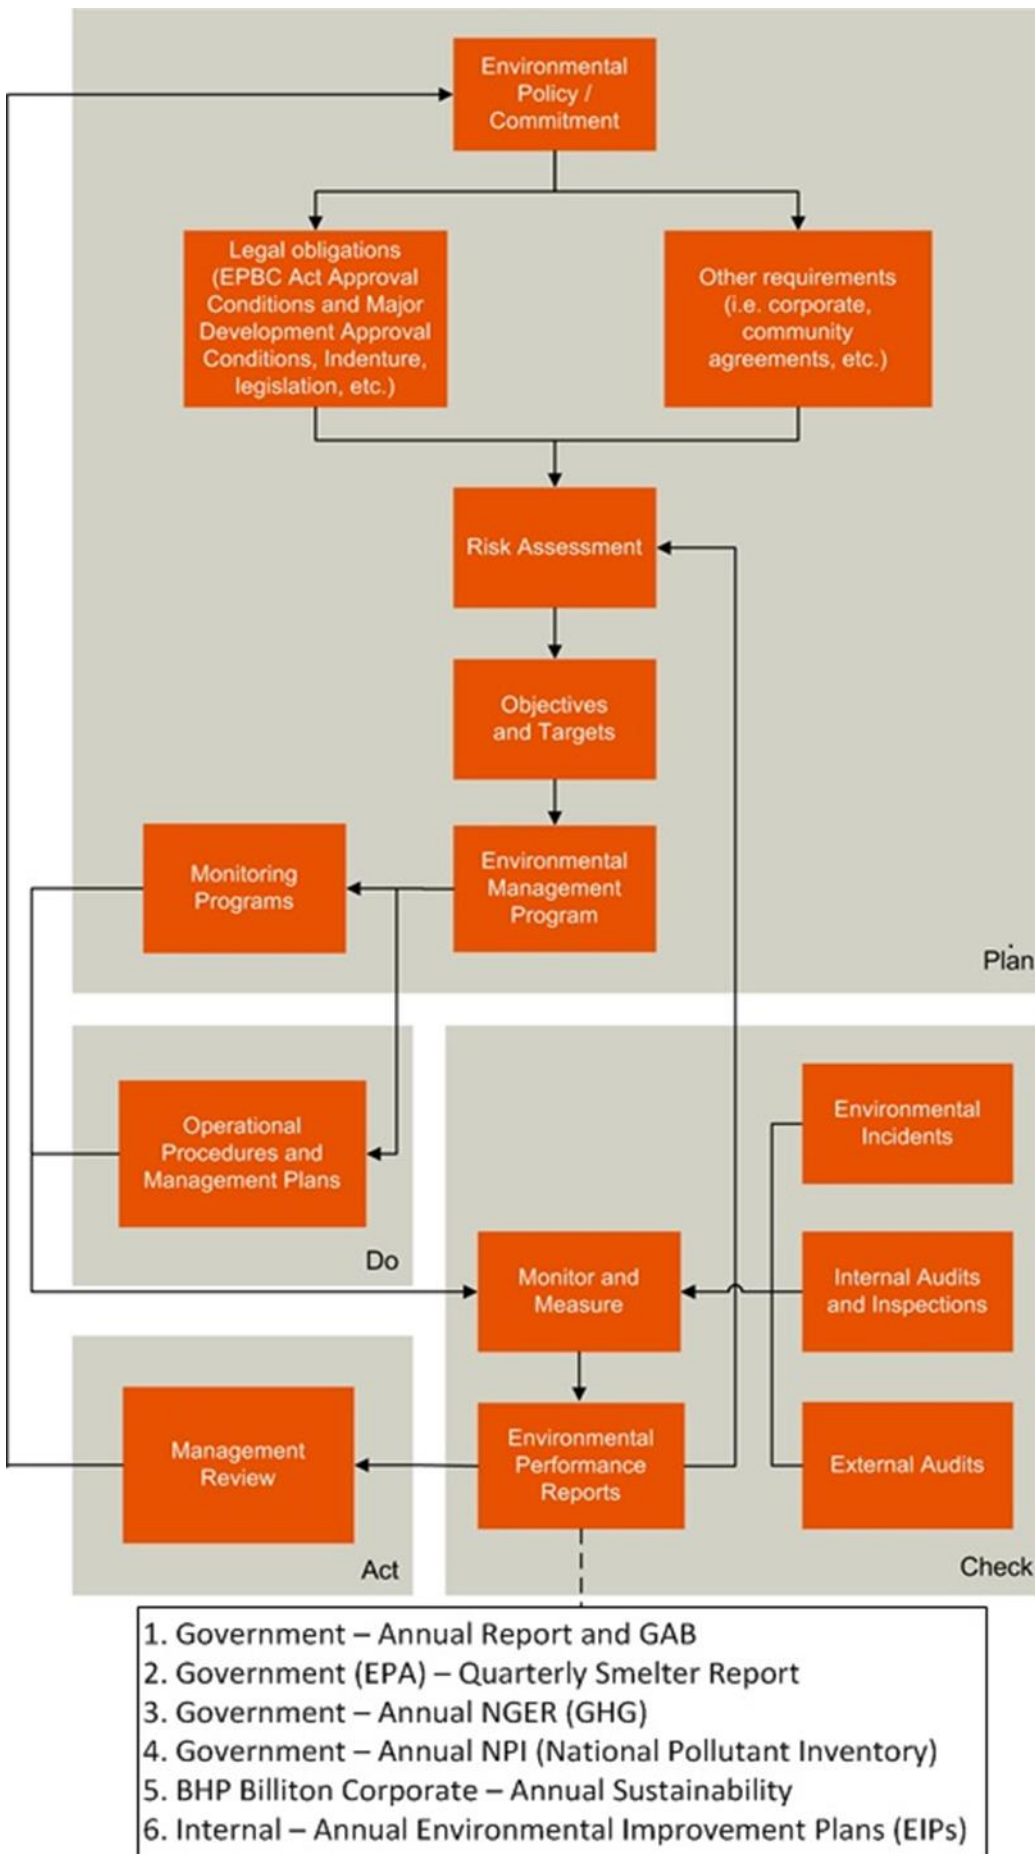 Environmental
Policy /
Commitment
Legal obligations
(EPBC Act Approval
Conditions and Major
Development Approval
Conditions, Indenture,
legislation, etc.)
Other requirements
(i.e. corporate,
community
agreements, etc.)
Risk Assessment
Objectives
and Targets
Monitoring
Programs
Environmental
Management
Program
Plan
Operational
Procedures and
Management Plans
Do
Environmental
Incidents
Monitor and
Measure
Internal Audits
and Inspections
Management
Review
Act
Environmental
Performance
Reports
External Audits
Check
1. Government – Annual Report and GAB
2. Government (EPA) – Quarterly Smelter Report
3. Government – Annual NGER (GHG)
4. Government – Annual NPI (National Pollutant Inventory)
5. BHP Billiton Corporate – Annual Sustainability
6. Internal – Annual Environmental Improvement Plans (EIPs)